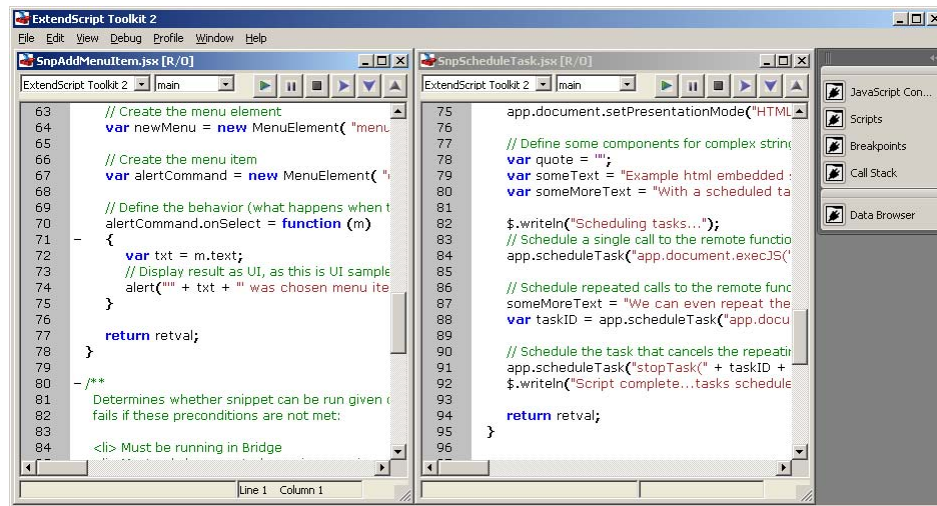 ExtendScript Toolkit 2
File Edit View Debug Profile Window Help
SnpAddMenuItem.jsx [R/O]
ExtendScript Toolkit 2 main
63 // Create the menu element
64 var newMenu = new MenuElement( "menu
65
66 // Create the menu item
67 var alertCommand = new MenuElement( "
68
69 // Define the behavior (what happens when t
70 alertCommand.onSelect = function (m)
71 - {
72 var txt = m.text;
73 // Display result as UI, as this is UI sample
74 alert("'" + txt + "' was chosen menu ite
75 }
76
77 return retval;
78 }
79
80 - /**
81 Determines whether snippet can be run given
82 fails if these preconditions are not met:
83
84 <li> Must be running in Bridge
Line 1 Column 1
SnpScheduleTask.jsx [R/O]
ExtendScript Toolkit 2 main
75 app.document.setPresentationMode("HTML
76
77 // Define some components for complex string
78 var quote = "'";
79 var someText = "Example html embedded
80 var someMoreText = "With a scheduled ta
81
82 $.writeln("Scheduling tasks...");
83 // Schedule a single call to the remote functio
84 app.scheduleTask("app.document.execJS('
85
86 // Schedule repeated calls to the remote func
87 someMoreText = "We can even repeat the
88 var taskID = app.scheduleTask("app.docu
89
90 // Schedule the task that cancels the repeatin
91 app.scheduleTask("stopTask(" + taskID +
92 $.writeln("Script complete...tasks schedule
93
94 return retval;
95 }
96
JavaScript Con...
Scripts
Breakpoints
Call Stack
Data Browser